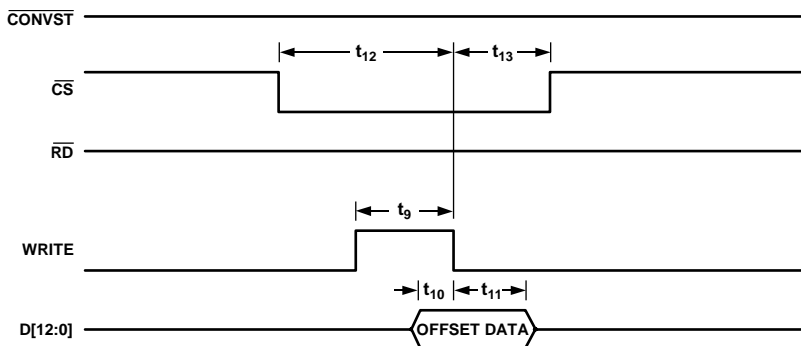 CONVST
t12 t13
CS
RD
t9
WRITE
t10 t11
D[12:0] OFFSET DATA